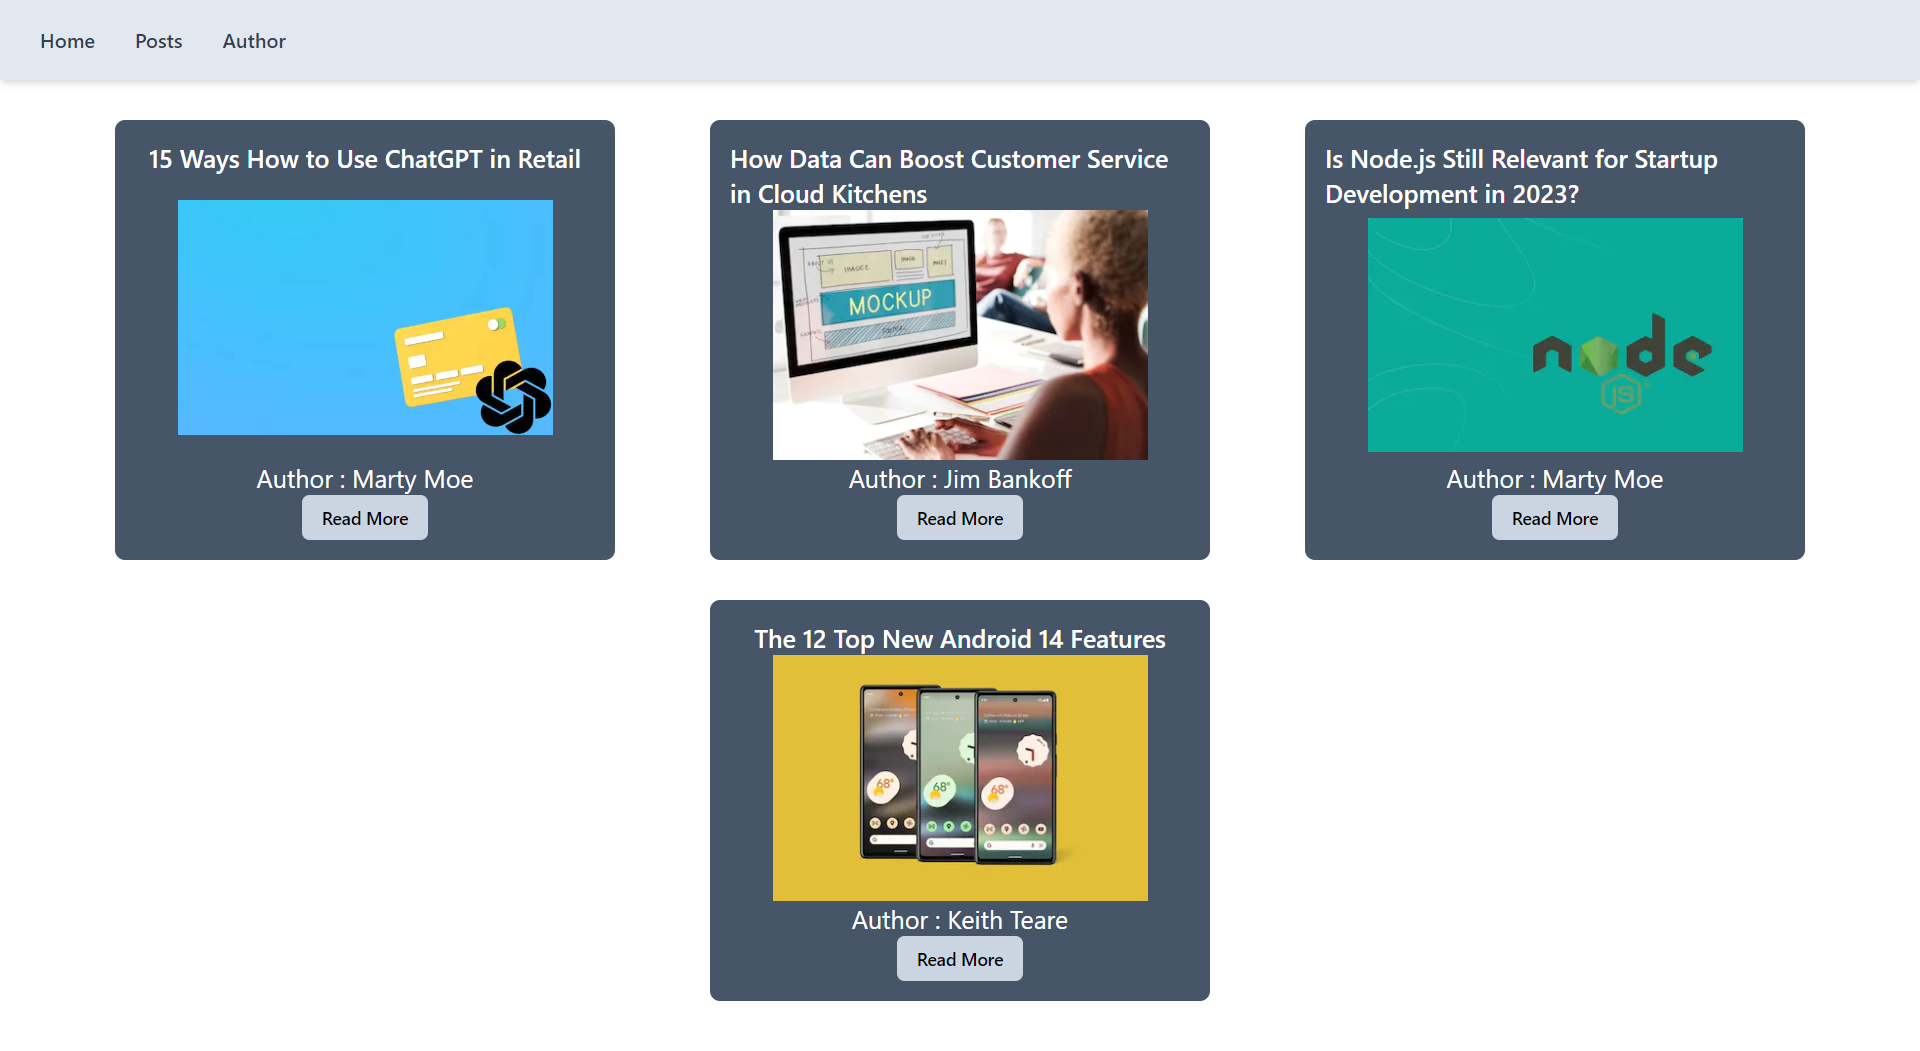 Home Posts Author
15 Ways How to Use ChatGPT in Retail
Author : Marty Moe
Read More
How Data Can Boost Customer Service
in Cloud Kitchens
MOCKUP
Author : Jim Bankoff
Read More
Is Node.js Still Relevant for Startup
Development in 2023?
node
JS
Author : Marty Moe
Read More
The 12 Top New Android 14 Features
68°
68°
68°
Author : Keith Teare
Read More